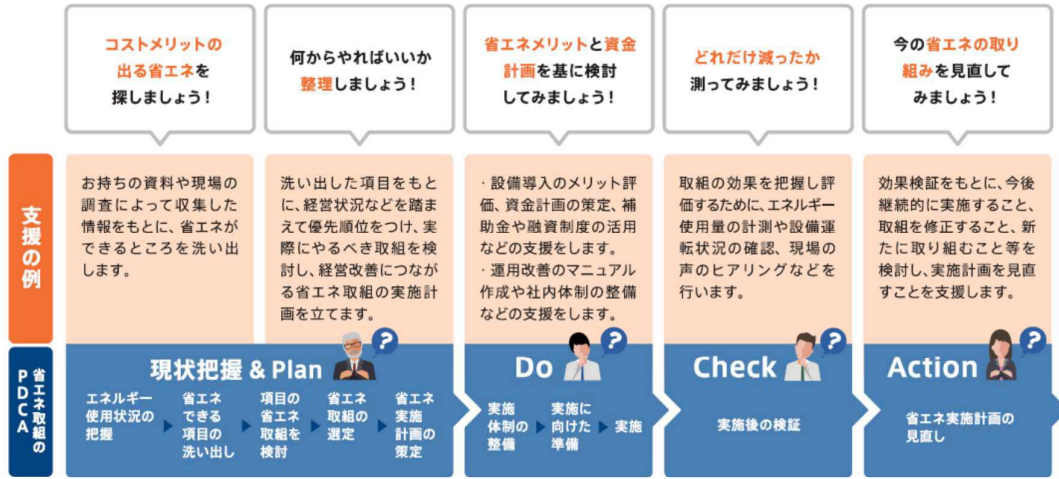 コストメリットの
出る省エネを
探しましょう！
何からやればいいか
整理しましょう！
省エネメリットと資金
計画を基に検討
してみましょう！
どれだけ減ったか
測ってみましょう！
今の省エネの取り
組みを見直して
みましょう！
支援の例
お持ちの資料や現場の
調査によって収集した
情報をもとに、省エネが
できるところを洗い出
します。
洗い出した項目をもと
に、経営状況などを踏ま
えて優先順位をつけ、実
際にやるべき取組を検
討し、経営改善につなが
る省エネ取組の実施計
画を立てます。
・設備導入のメリット評
価、資金計画の策定、補
助金や融資制度の活用
などの支援をします。
・運用改善のマニュアル
作成や社内体制の整備
などの支援をします。
取組の効果を把握し評
価するために、エネルギー
使用量の計測や設備運
転状況の確認、現場の
声のヒアリングなどを
行います。
効果検証をもとに、今後
継続的に実施すること、
取組を修正すること、新
たに取り組むこと等を
検討し、実施計画を見直
すことを支援します。
省エネ取組の
PDCA
現状把握 & Plan
?
エネルギー
使用状況の
把握
省エネ
できる
項目の
洗い出し
項目の
省エネ
取組を
検討
省エネ
取組の
選定
省エネ
実施
計画の
策定
Do
?
実施
体制の
整備
実施に
向けた
準備
実施
Check
?
実施後の検証
Action
?
省エネ実施計画の
見直し